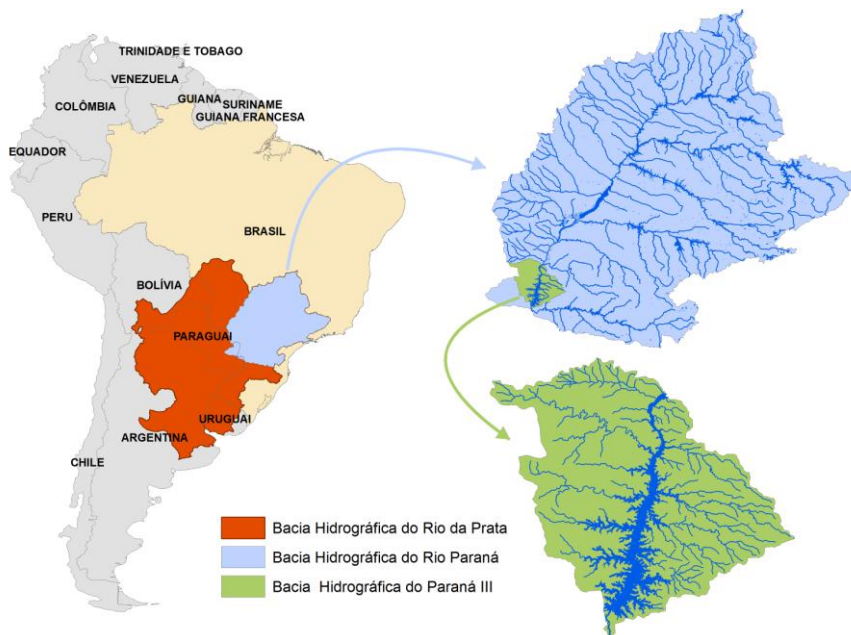 TRINIDADE E TOBAGO
VENEZUELA
GUIANA
SURINAME
COLÔMBIA
GUIANA FRANCESA
EQUADOR
PERU
BRASIL
BOLÍVIA
PARAGUAI
URUGUAI
ARGENTINA
CHILE
Bacia Hidrográfica do Rio da Prata
Bacia Hidrográfica do Rio Paraná
Bacia Hidrográfica do Paraná III